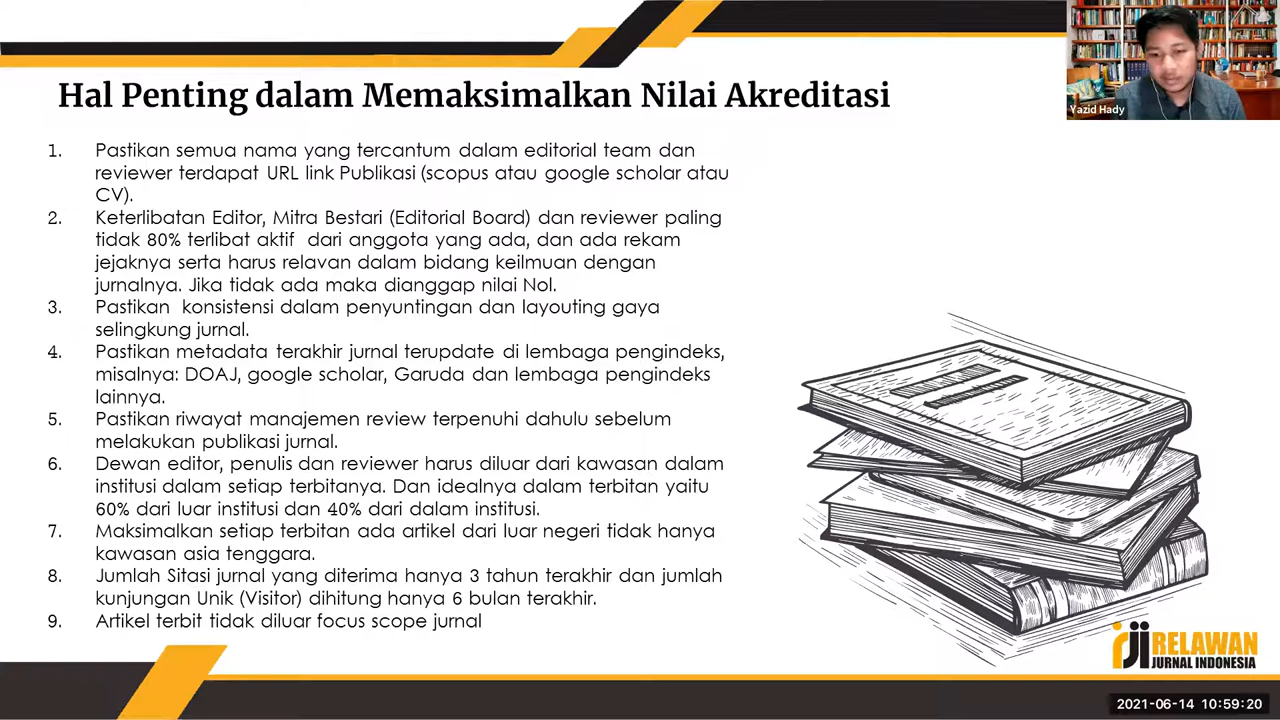 Hal Penting dalam Memaksimalkan Nilai Akreditasi
Yazid Hady
1. Pastikan semua nama yang tercantum dalam editorial team dan
reviewer terdapat URL link Publikasi (scopus atau google scholar atau
CV).
2. Keterlibatan Editor, Mitra Bestari (Editorial Board) dan reviewer paling
tidak 80% terlibat aktif dari anggota yang ada, dan ada rekam
jejaknya serta harus relavan dalam bidang keilmuan dengan
jurnalnya. Jika tidak ada maka dianggap nilai Nol.
3. Pastikan konsistensi dalam penyuntingan dan layouting gaya
selingkung jurnal.
4. Pastikan metadata terakhir jurnal terupdate di lembaga pengindeks,
misalnya: DOAJ, google scholar, Garuda dan lembaga pengindeks
lainnya.
5. Pastikan riwayat manajemen review terpenuhi dahulu sebelum
melakukan publikasi jurnal.
6. Dewan editor, penulis dan reviewer harus diluar dari kawasan dalam
institusi dalam setiap terbitanya. Dan idealnya dalam terbitan yaitu
60% dari luar institusi dan 40% dari dalam institusi.
7. Maksimalkan setiap terbitan ada artikel dari luar negeri tidak hanya
kawasan asia tenggara.
8. Jumlah Sitasi jurnal yang diterima hanya 3 tahun terakhir dan jumlah
kunjungan Unik (Visitor) dihitung hanya 6 bulan terakhir.
9. Artikel terbit tidak diluar focus scope jurnal
rji RELAWAN
JURNAL INDONESIA
2021-06-14 10:59:20